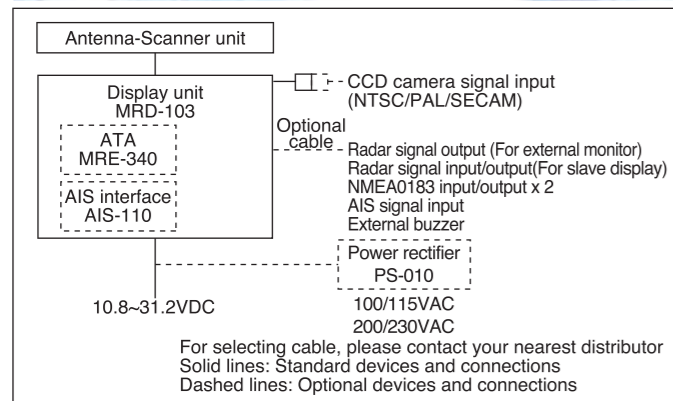 Antenna-Scanner unit
Display unit
MRD-103
ATA
MRE-340
AIS interface
AIS-110
CCD camera signal input
(NTSC/PAL/SECAM)
Optional
cable
Radar signal output (For external monitor)
Radar signal input/output(For slave display)
NMEA0183 input/output x 2
AIS signal input
External buzzer
Power rectifier
PS-010
10.8~31.2VDC
100/115VAC
200/230VAC
For selecting cable, please contact your nearest distributor
Solid lines: Standard devices and connections
Dashed lines: Optional devices and connections